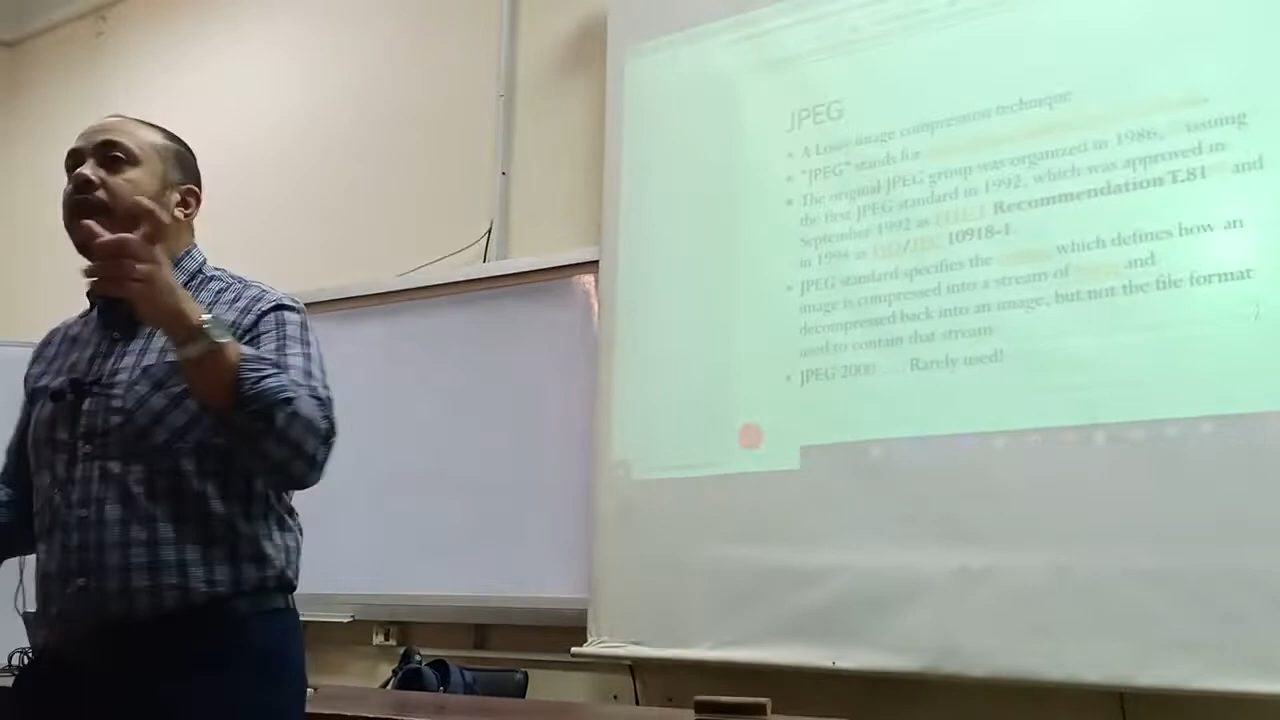 JPEG
• A Lossy image compression technique
• "JPEG" stands for
• The original JPEG group was organized in 1986, issuing
the first JPEG standard in 1992, which was approved in
September 1992 as Recommendation T.81 and
in 1994 as 10918-1.
• JPEG standard specifies the which defines how an
image is compressed into a stream of and
decompressed back into an image, but not the file format
used to contain that stream
• JPEG 2000 .... Rarely used!